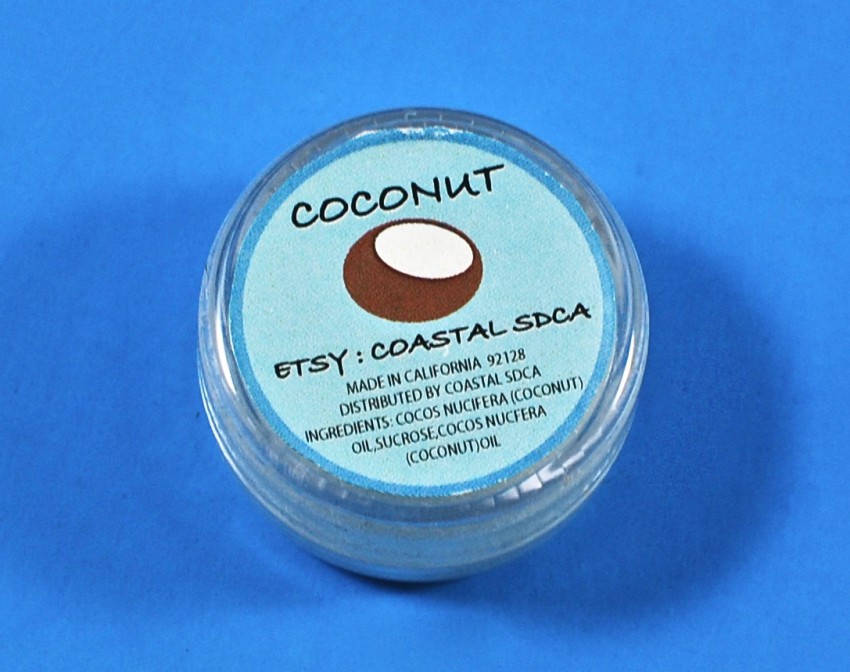 COCONUT
ETSY : COASTAL SDCA
MADE IN CALIFORNIA 92128
DISTRIBUTED BY COASTAL SDCA
INGREDIENTS: COCOS NUCIFERA (COCONUT)
OIL,SUCROSE,COCOS NUCFERA
(COCONUT)OIL